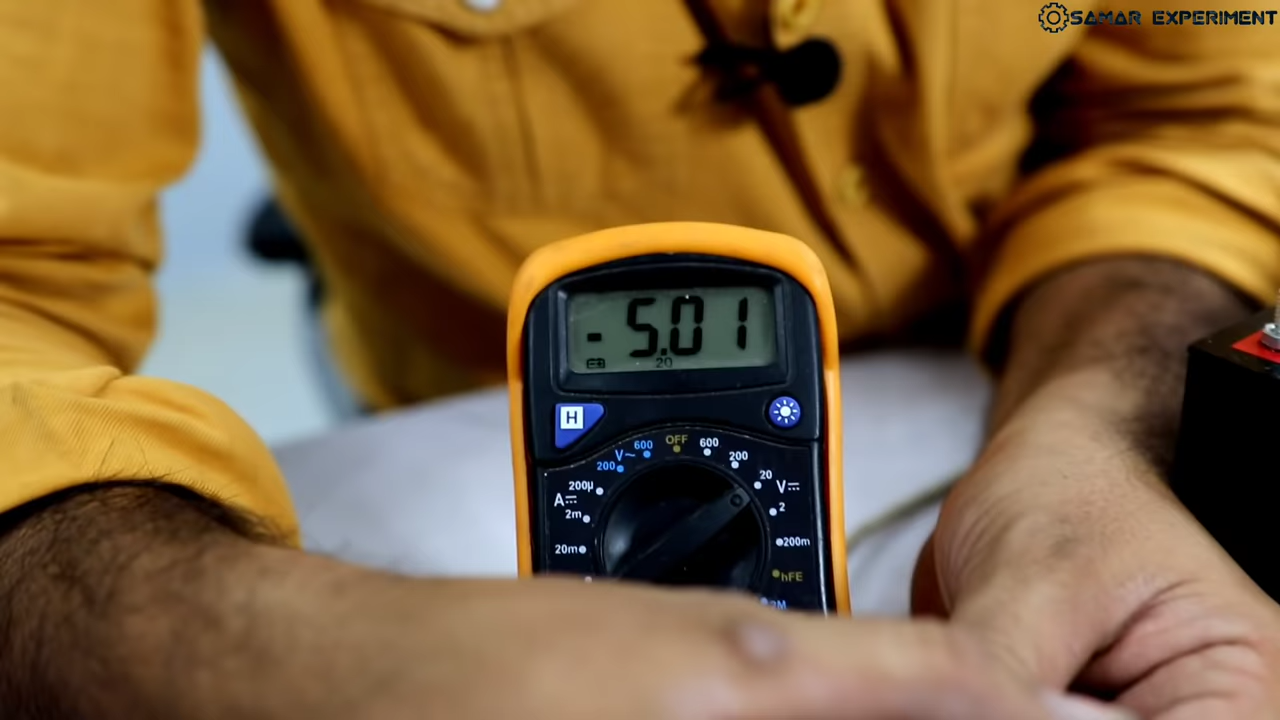 SAMAR EXPERIMENT
- 5.01
20
H
OFF
600 600
V~ 200
200 20 V⎓
200µ
A⎓ 2
2m
20m 200m
hFE